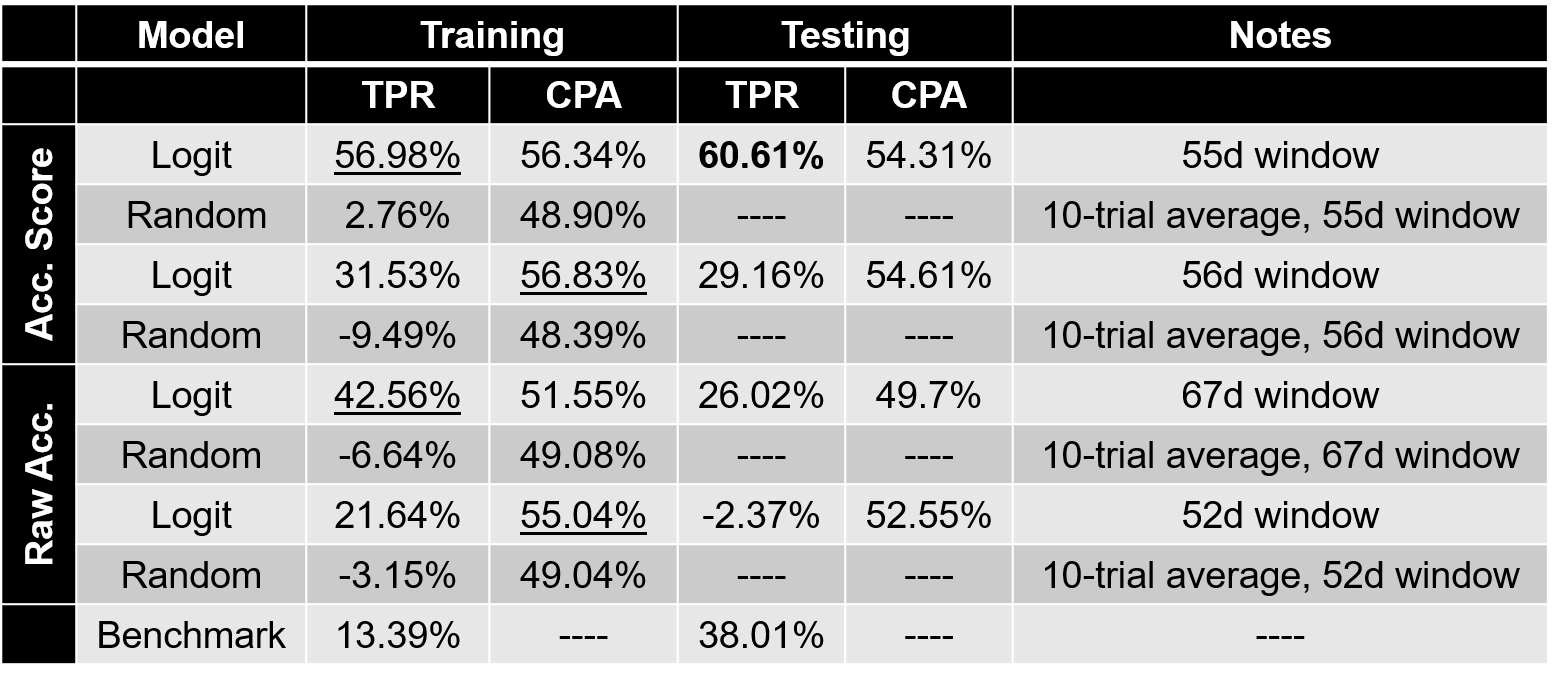 Model Training Testing Notes
TPR CPA TPR CPA
Acc. Score
Logit 56.98% 56.34% 60.61% 54.31% 55d window
Random 2.76% 48.90% ---- ---- 10-trial average, 55d window
Logit 31.53% 56.83% 29.16% 54.61% 56d window
Random -9.49% 48.39% ---- ---- 10-trial average, 56d window
Raw Acc.
Logit 42.56% 51.55% 26.02% 49.7% 67d window
Random -6.64% 49.08% ---- ---- 10-trial average, 67d window
Logit 21.64% 55.04% -2.37% 52.55% 52d window
Random -3.15% 49.04% ---- ---- 10-trial average, 52d window
Benchmark 13.39% ---- 38.01% ---- ----